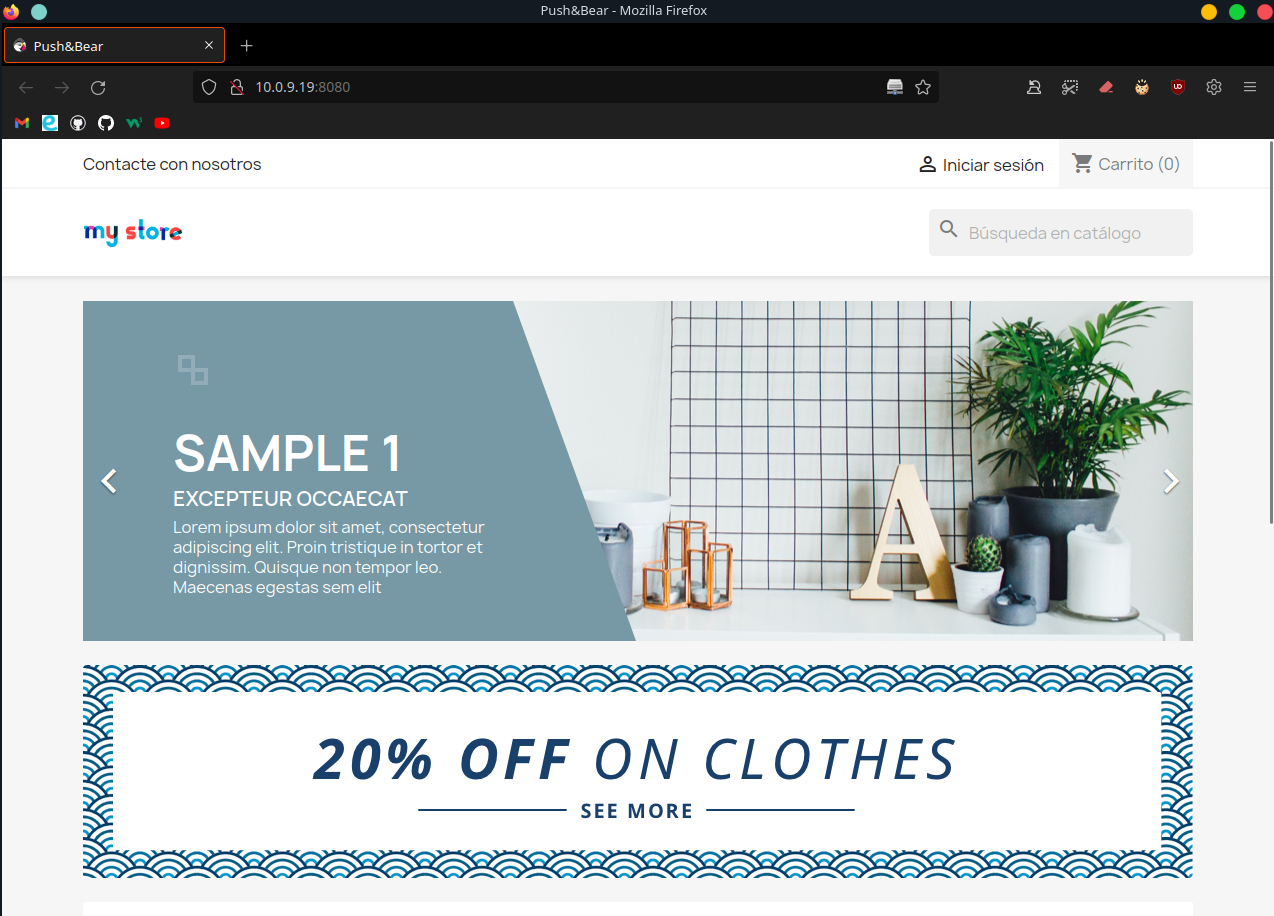 Push&Bear - Mozilla Firefox
Push&Bear
10.0.9.19:8080
Contacte con nosotros
Iniciar sesión
Carrito (0)
my store
Búsqueda en catálogo
SAMPLE 1
EXCEPTEUR OCCAECAT
Lorem ipsum dolor sit amet, consectetur
adipiscing elit. Proin tristique in tortor et
dignissim. Quisque non tempor leo.
Maecenas egestas sem elit
A
20% OFF ON CLOTHES
SEE MORE